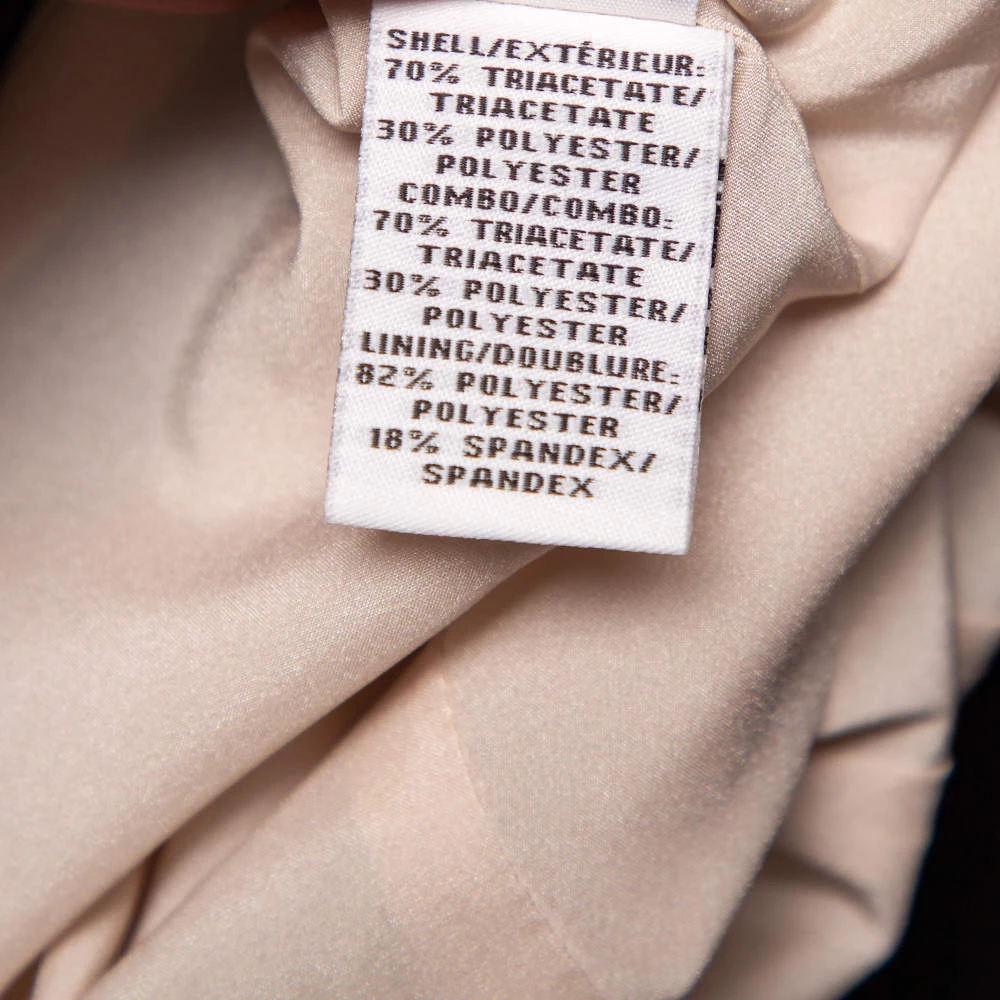 SHELL/EXTÉRIEUR:
70% TRIACETATE/
TRIACETATE
30% POLYESTER/
POLYESTER
COMBO/COMBO:
70% TRIACETATE/
TRIACETATE
30% POLYESTER/
POLYESTER
LINING/DOUBLURE:
82% POLYESTER/
POLYESTER
18% SPANDEX/
SPANDEX